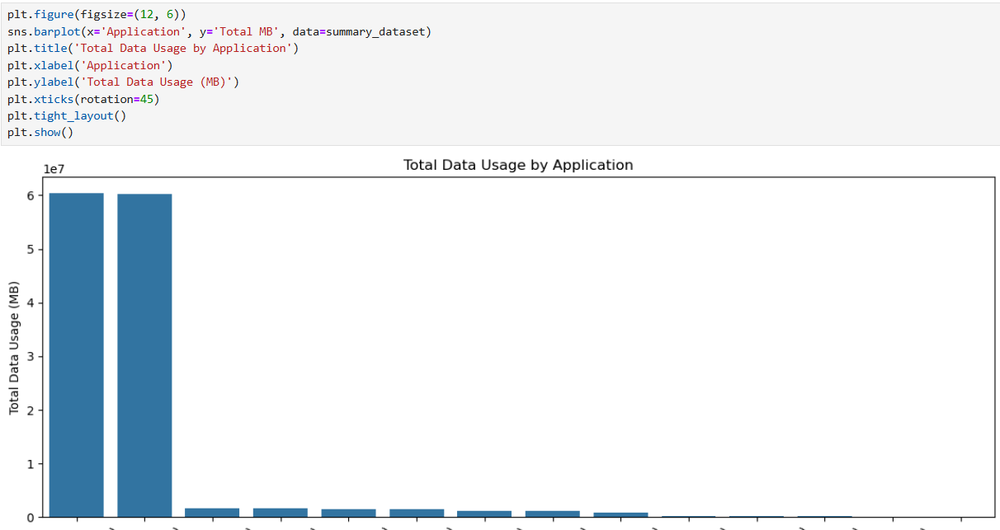 plt.figure(figsize=(12, 6))
sns.barplot(x='Application', y='Total MB', data=summary_dataset)
plt.title('Total Data Usage by Application')
plt.xlabel('Application')
plt.ylabel('Total Data Usage (MB)')
plt.xticks(rotation=45)
plt.tight_layout()
plt.show()
Total Data Usage by Application
1e7
6
5
4
3
2
1
0
Total Data Usage (MB)